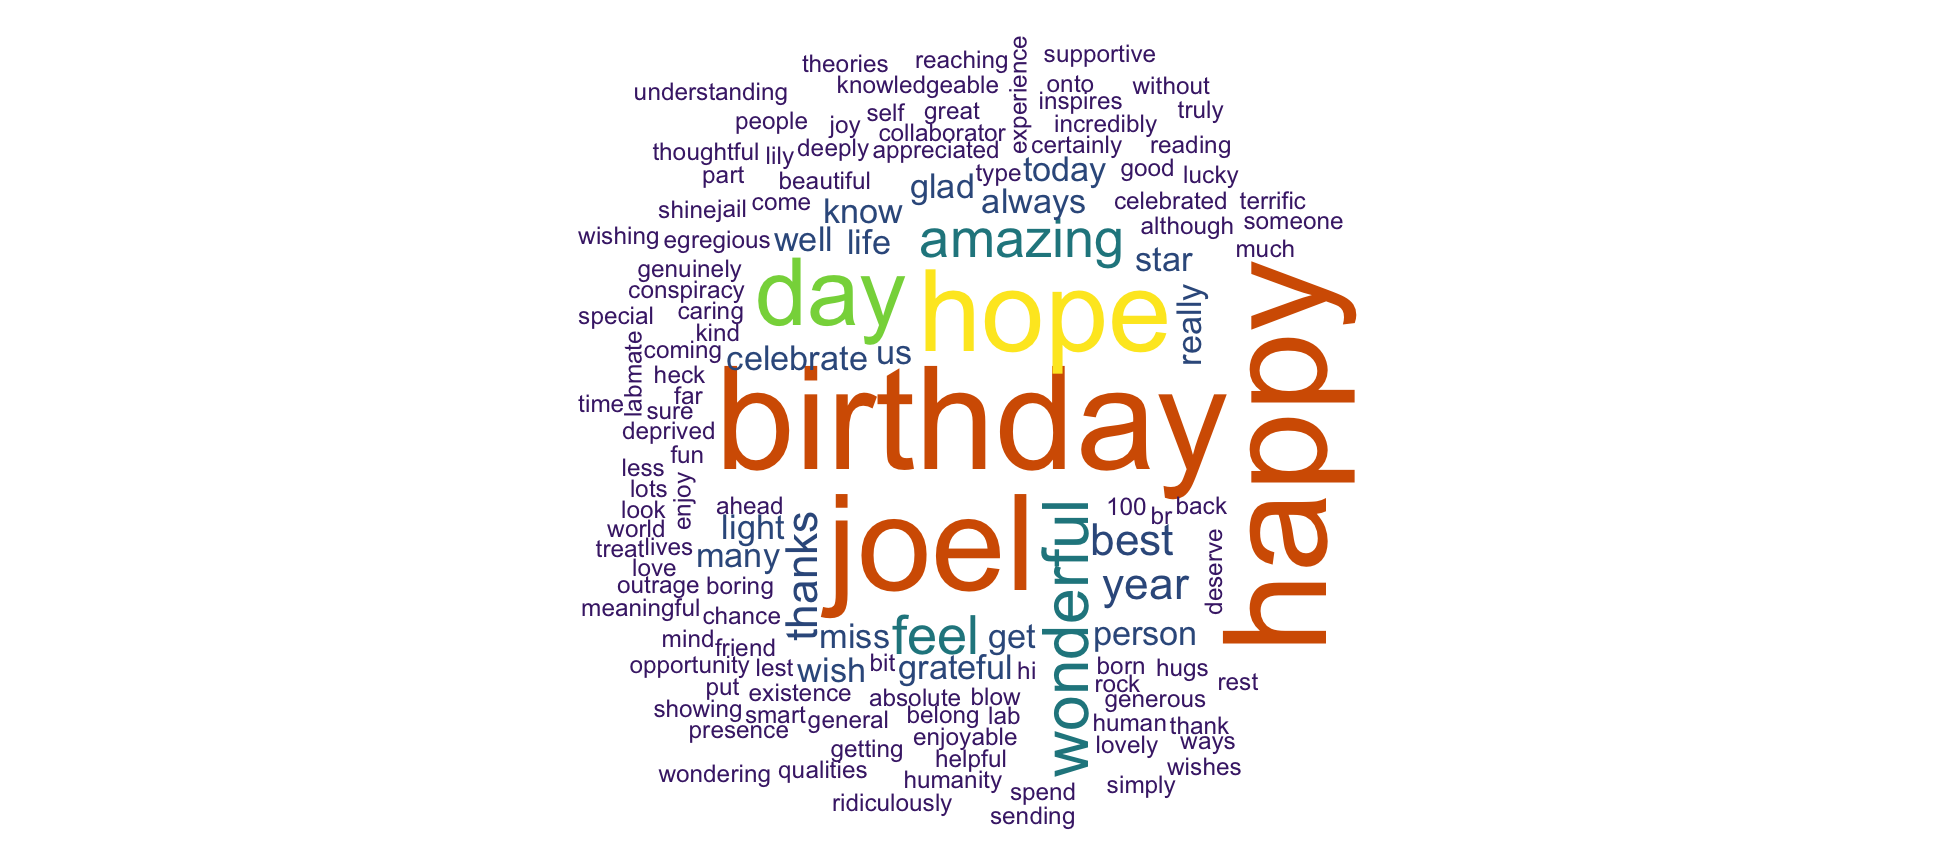 theories
reaching
experience
supportive
understanding
knowledgeable
onto
without
people
joy
self
great
inspires
truly
collaborator
incredibly
thoughtful
lily
deeply
appreciated
certainly
reading
part
beautiful
glad
type
today
good
lucky
shinejail
come
know
always
celebrated
terrific
wishing
egregious
well
life
amazing
although
someone
genuinely
star
much
conspiracy
day
hope
really
happy
special
caring
kind
labmate
coming
celebrate
us
heck
time
far
sure
birthday
deprived
fun
less
lots
enjoy
look
ahead
joel
wonderful
100
br
back
world
light
thanks
best
deserve
treat
lives
many
love
outrage
boring
year
meaningful
chance
mind
friend
miss
feel
get
person
opportunity
lest
wish
bit
grateful
hi
born
hugs
put
existence
absolute
blow
rock
rest
showing
smart
general
belong
lab
generous
presence
enjoyable
human
thank
getting
lovely
ways
wondering
qualities
helpful
wishes
humanity
simply
ridiculously
spend
sending